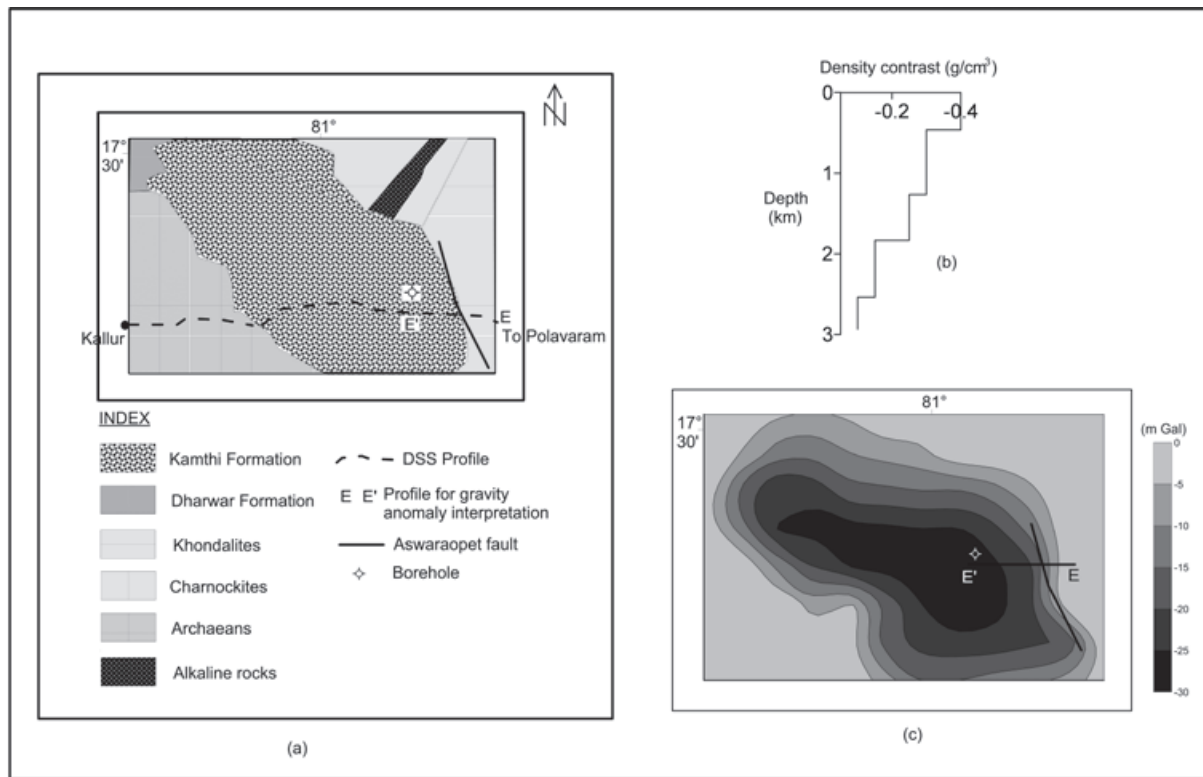 N
81°
17°
30'
E'
E
Kallur
To Polavaram
INDEX
Kamthi Formation
Dharwar Formation
Khondalites
Charnockites
Archaeans
Alkaline rocks
DSS Profile
E E' Profile for gravity
anomaly interpretation
Aswaraopet fault
Borehole
(a)
Density contrast (g/cm³)
0
-0.2
-0.4
1
Depth
(km)
2
(b)
3
81°
17°
30'
(m Gal)
0
-5
-10
-15
-20
-25
-30
E'
E
(c)